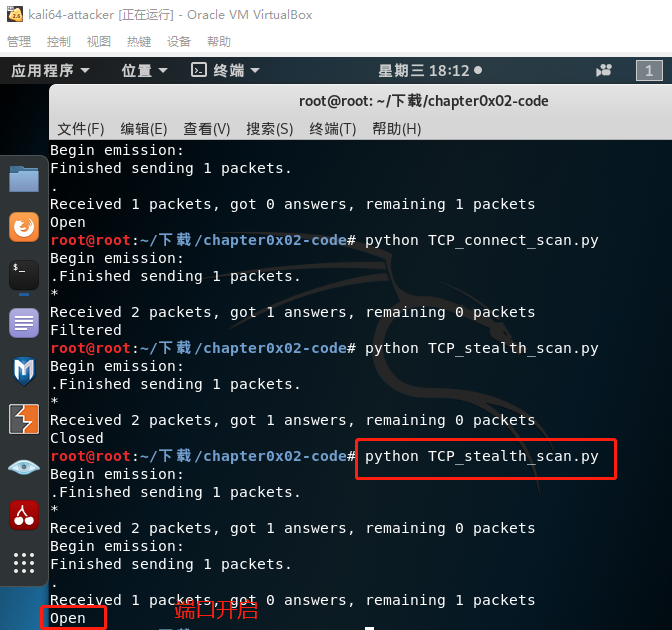 kali64-attacker [正在运行] - Oracle VM VirtualBox
管理 控制 视图 热键 设备 帮助
应用程序 位置 终端 星期三 18:12 1
root@root: ~/下载/chapter0x02-code
文件(F) 编辑(E) 查看(V) 搜索(S) 终端(T) 帮助(H)
Begin emission:
Finished sending 1 packets.
.
Received 1 packets, got 0 answers, remaining 1 packets
Open
root@root:~/下载/chapter0x02-code# python TCP_connect_scan.py
Begin emission:
.Finished sending 1 packets.
*
Received 2 packets, got 1 answers, remaining 0 packets
Filtered
root@root:~/下载/chapter0x02-code# python TCP_stealth_scan.py
Begin emission:
.Finished sending 1 packets.
*
Received 2 packets, got 1 answers, remaining 0 packets
Closed
root@root:~/下载/chapter0x02-code# python TCP_stealth_scan.py
Begin emission:
.Finished sending 1 packets.
*
Received 2 packets, got 1 answers, remaining 0 packets
Begin emission:
Finished sending 1 packets.
.
Received 1 packets, got 0 answers, remaining 1 packets
端口开启
Open